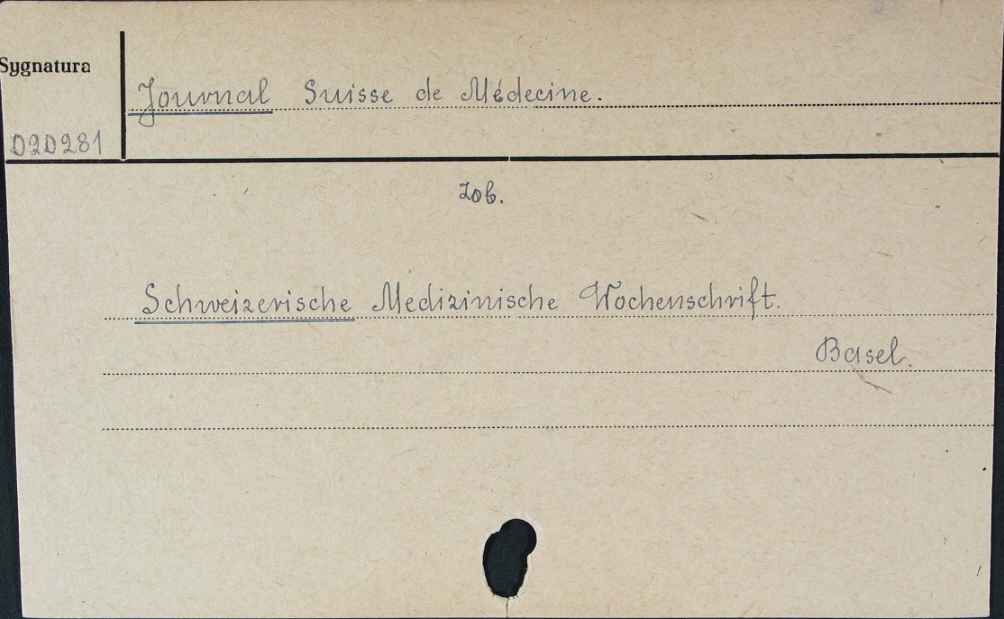 Sygnatura
Journal Suisse de Médecine.
020281
Zob.
Schweizerische Medizinische Wochenschrift.
Basel.